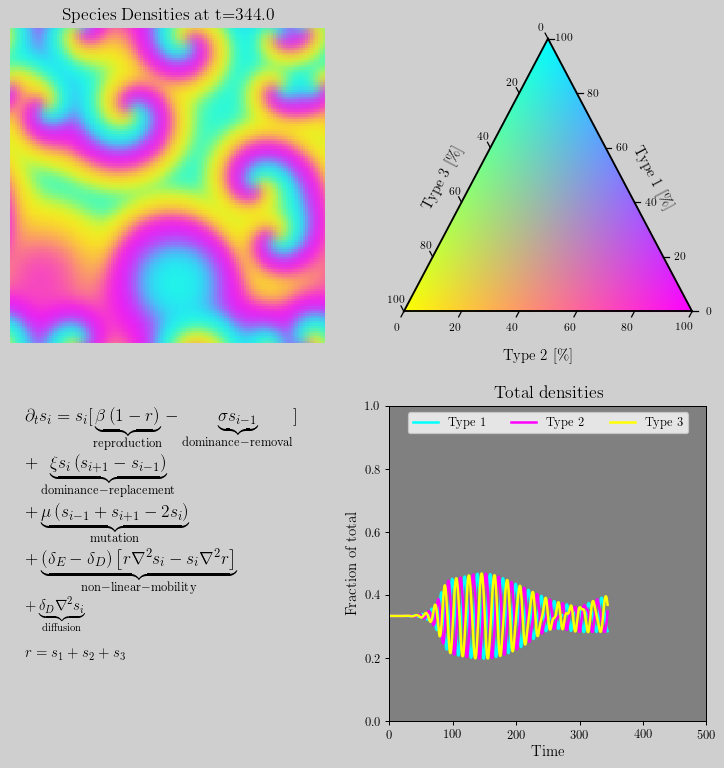 Species Densities at t=344.0
0
100
20
80
40
60
60
40
80
20
100
0
Type 3 [%]
Type 1 [%]
0 20 40 60 80 100
Type 2 [%]
∂ₜsᵢ = sᵢ[ β (1 − r) − σsᵢ₋₁ ]
reproduction dominance−removal
+ ξsᵢ (sᵢ₊₁ − sᵢ₋₁)
dominance−replacement
+ μ (sᵢ₋₁ + sᵢ₊₁ − 2sᵢ)
mutation
+ (δ_E − δ_D) [r∇²sᵢ − sᵢ∇²r]
non−linear−mobility
+ δ_D∇²sᵢ
diffusion
r = s₁ + s₂ + s₃
Total densities
Type 1 Type 2 Type 3
1.0
0.8
0.6
0.4
0.2
0.0
Fraction of total
0 100 200 300 400 500
Time